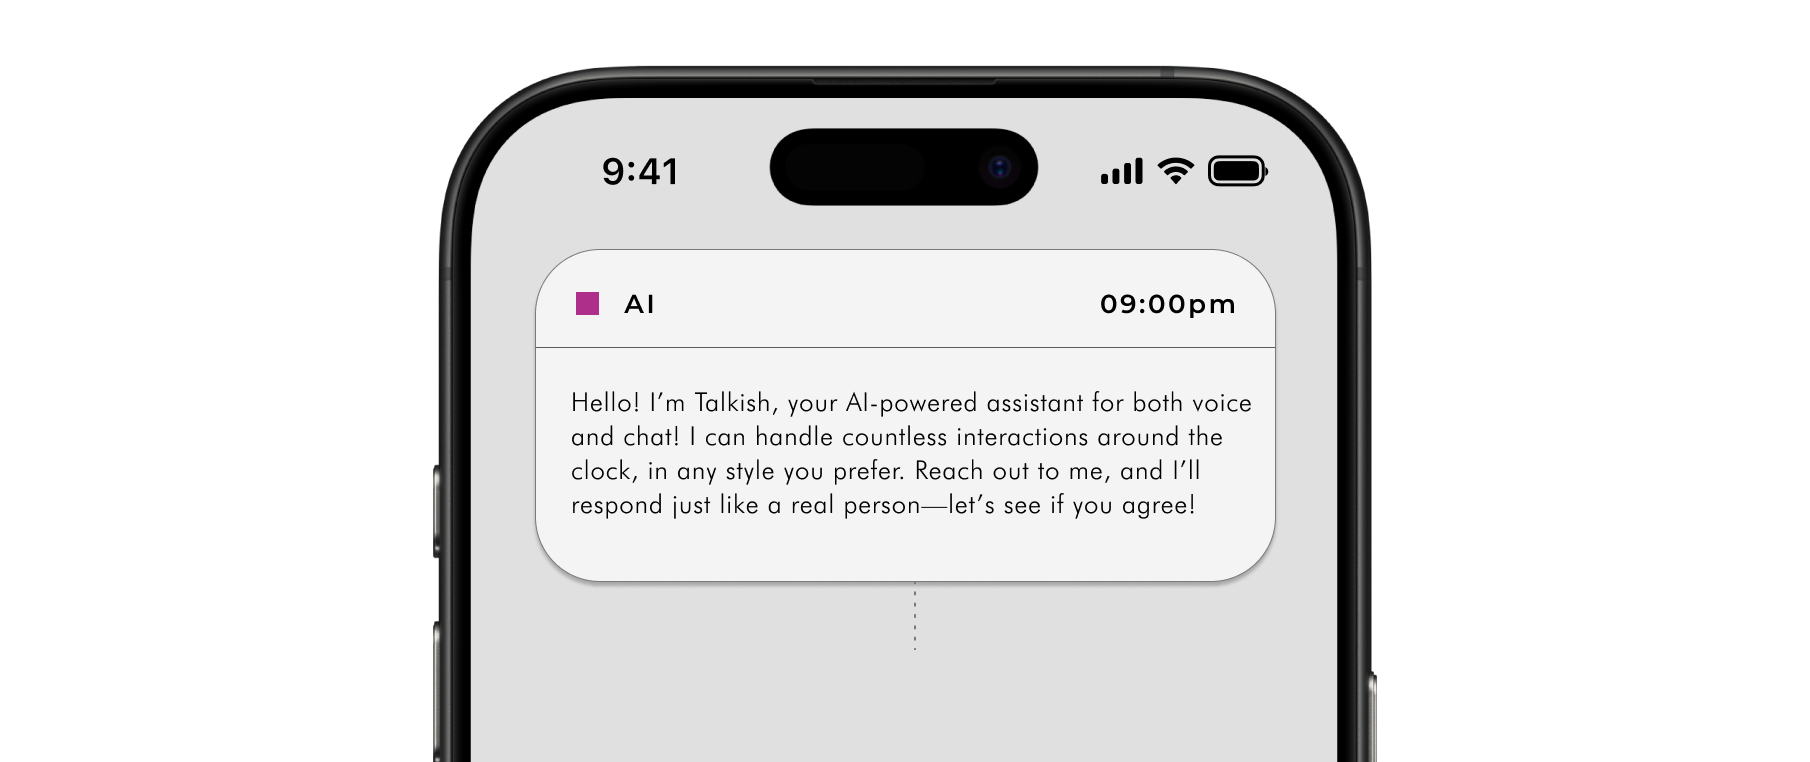 9:41
AI 09:00pm
Hello! I’m Talkish, your AI-powered assistant for both voice
and chat! I can handle countless interactions around the
clock, in any style you prefer. Reach out to me, and I’ll
respond just like a real person—let’s see if you agree!